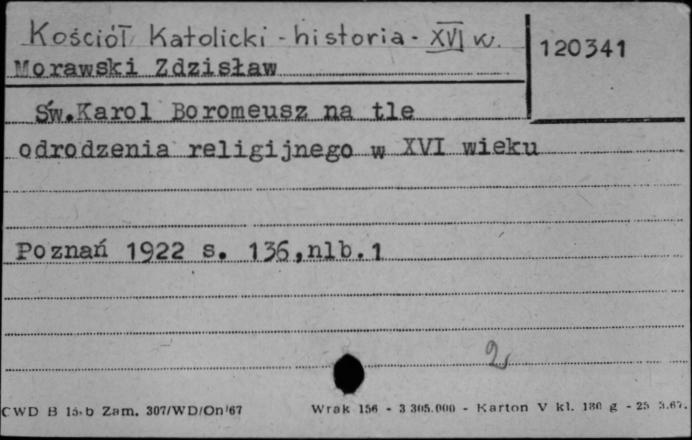 Kościół Katolicki - historia - XVI w.
120341
Morawski Zdzisław
Św.Karol Boromeusz na tle
odrodzenia religijnego w XVI wieku
Poznań 1922 s. 136,nlb.1
2,
CWD B 15-b Zam. 307/WD/On/67
Wrak 156 - 3 305.000 - Karton V kl. 180 g - 25 3.67.